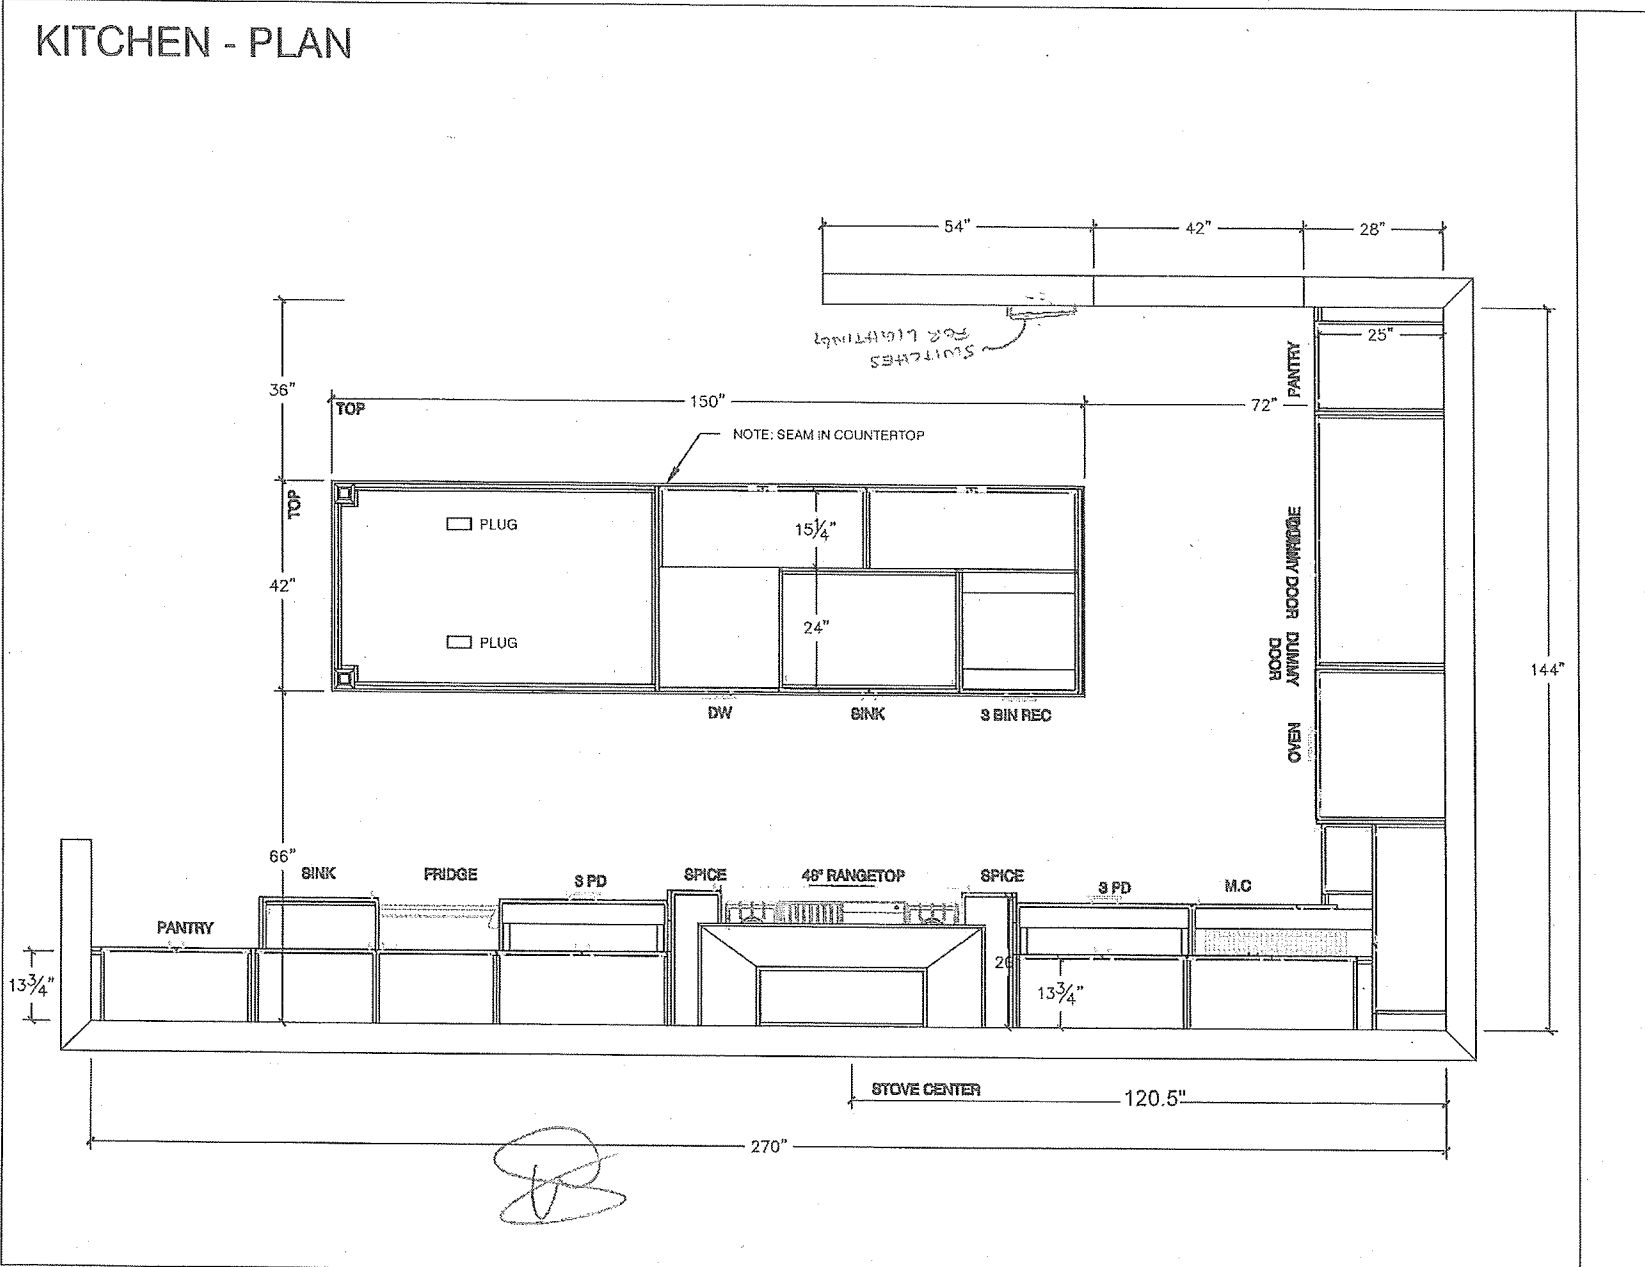 KITCHEN - PLAN
54"
42"
28"
SWITCHES
FOR LIGHTING
25"
PANTRY
36"
TOP
150"
72"
NOTE: SEAM IN COUNTERTOP
TOP
PLUG
15¼"
42"
DUMMY DOOR
DUMMY
DOOR
24"
PLUG
144"
DW
SINK
3 BIN REC
OVEN
66"
SINK
FRIDGE
3 PD
SPICE
48" RANGETOP
SPICE
3 PD
M.C
PANTRY
13¾"
13¾"
STOVE CENTER
120.5"
270"